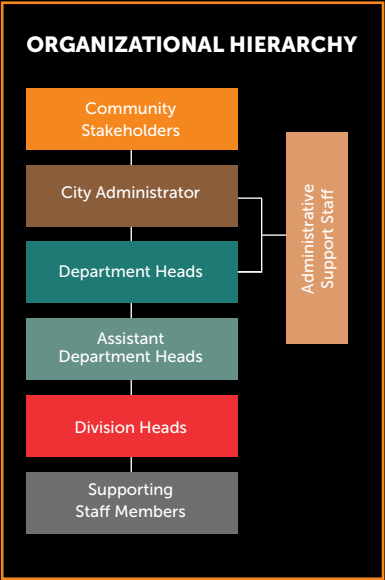 ORGANIZATIONAL HIERARCHY
Community
Stakeholders
City Administrator
Department Heads
Assistant
Department Heads
Division Heads
Supporting
Staff Members
Administrative
Support Staff